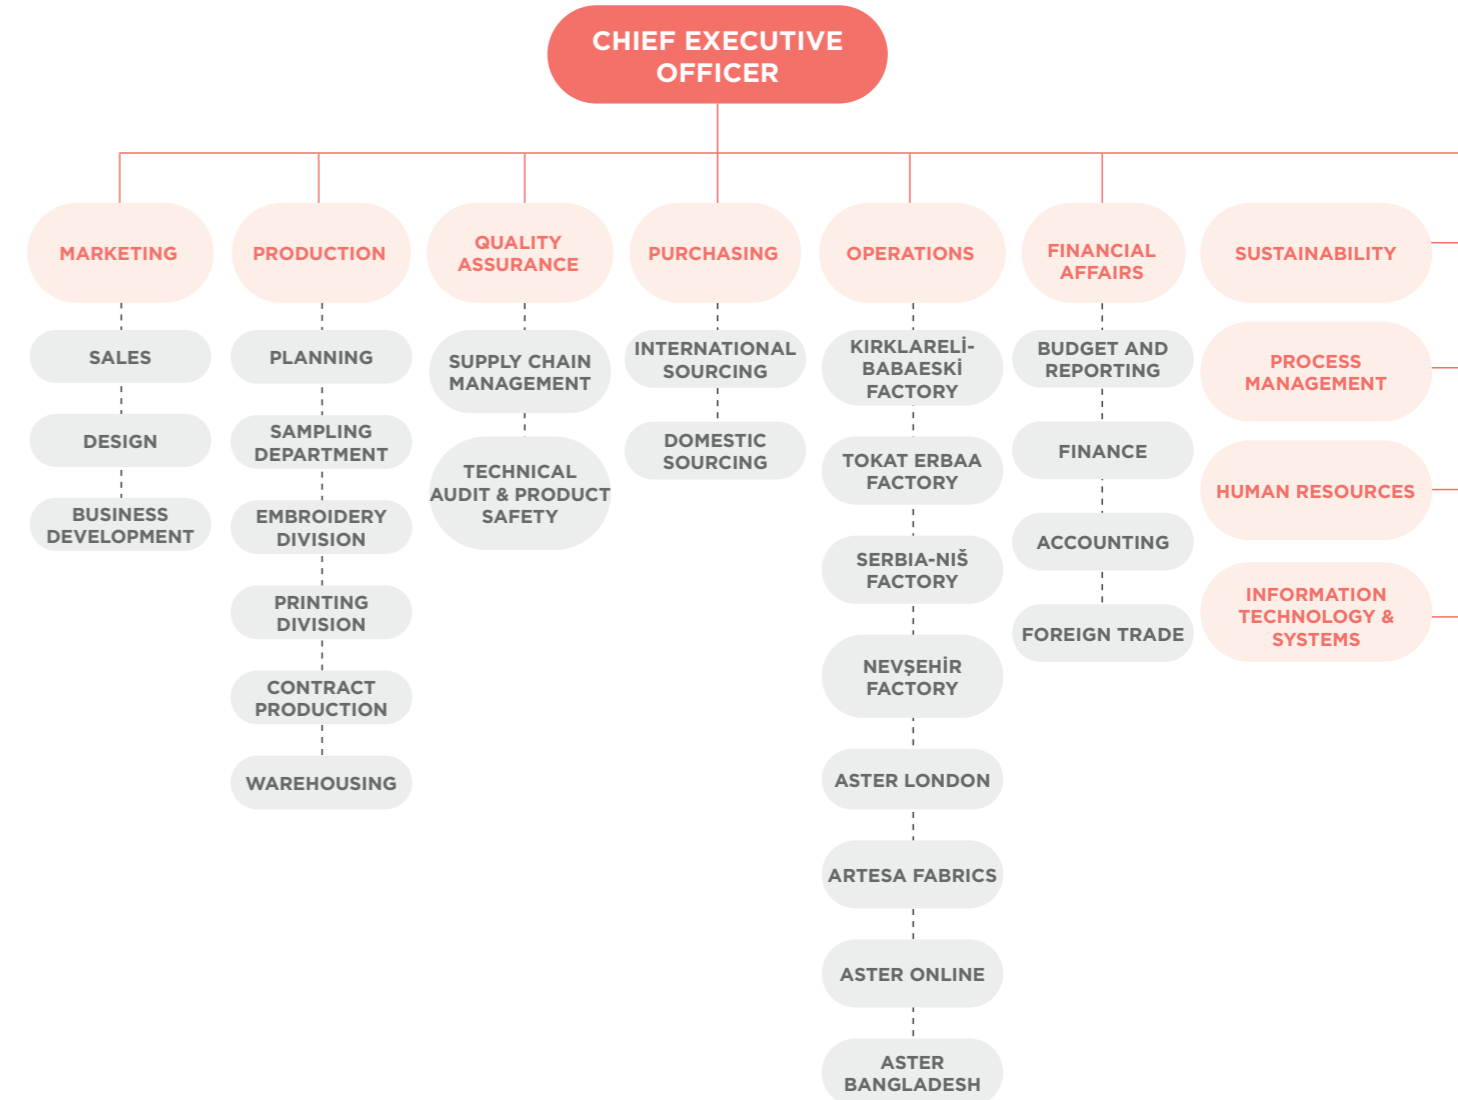 CHIEF EXECUTIVE
OFFICER
MARKETING
SALES
DESIGN
BUSINESS
DEVELOPMENT
PRODUCTION
PLANNING
SAMPLING
DEPARTMENT
EMBROIDERY
DIVISION
PRINTING
DIVISION
CONTRACT
PRODUCTION
WAREHOUSING
QUALITY
ASSURANCE
SUPPLY CHAIN
MANAGEMENT
TECHNICAL
AUDIT & PRODUCT
SAFETY
PURCHASING
INTERNATIONAL
SOURCING
DOMESTIC
SOURCING
OPERATIONS
KIRKLARELİ-
BABAESKİ
FACTORY
TOKAT ERBAA
FACTORY
SERBIA-NIŠ
FACTORY
NEVŞEHİR
FACTORY
ASTER LONDON
ARTESA FABRICS
ASTER ONLINE
ASTER
BANGLADESH
FINANCIAL
AFFAIRS
BUDGET AND
REPORTING
FINANCE
ACCOUNTING
FOREIGN TRADE
SUSTAINABILITY
PROCESS
MANAGEMENT
HUMAN RESOURCES
INFORMATION
TECHNOLOGY &
SYSTEMS